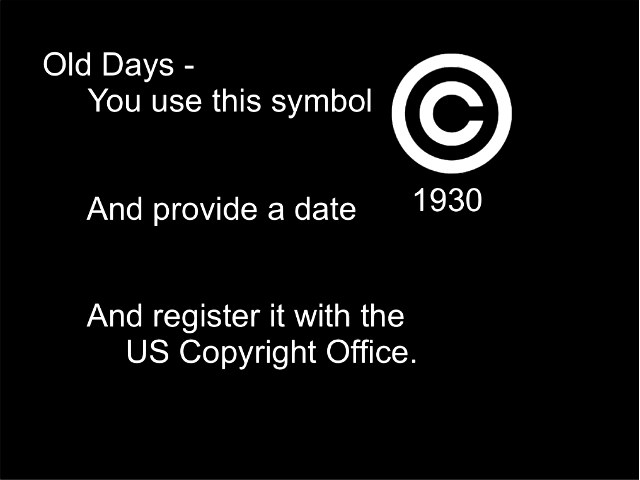 Old Days -
You use this symbol
©
And provide a date
1930
And register it with the
US Copyright Office.